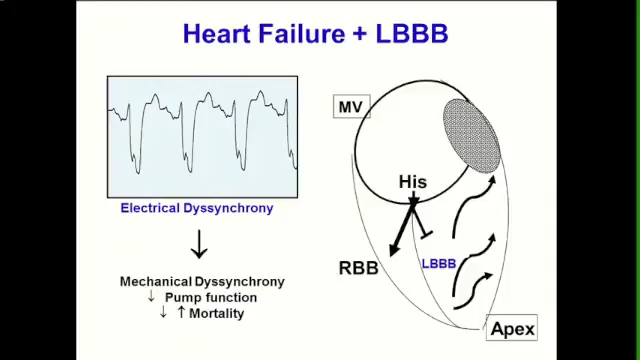 Heart Failure + LBBB
MV
His
Electrical Dyssynchrony
RBB
LBBB
Mechanical Dyssynchrony
↓ Pump function
↓ ↑ Mortality
Apex